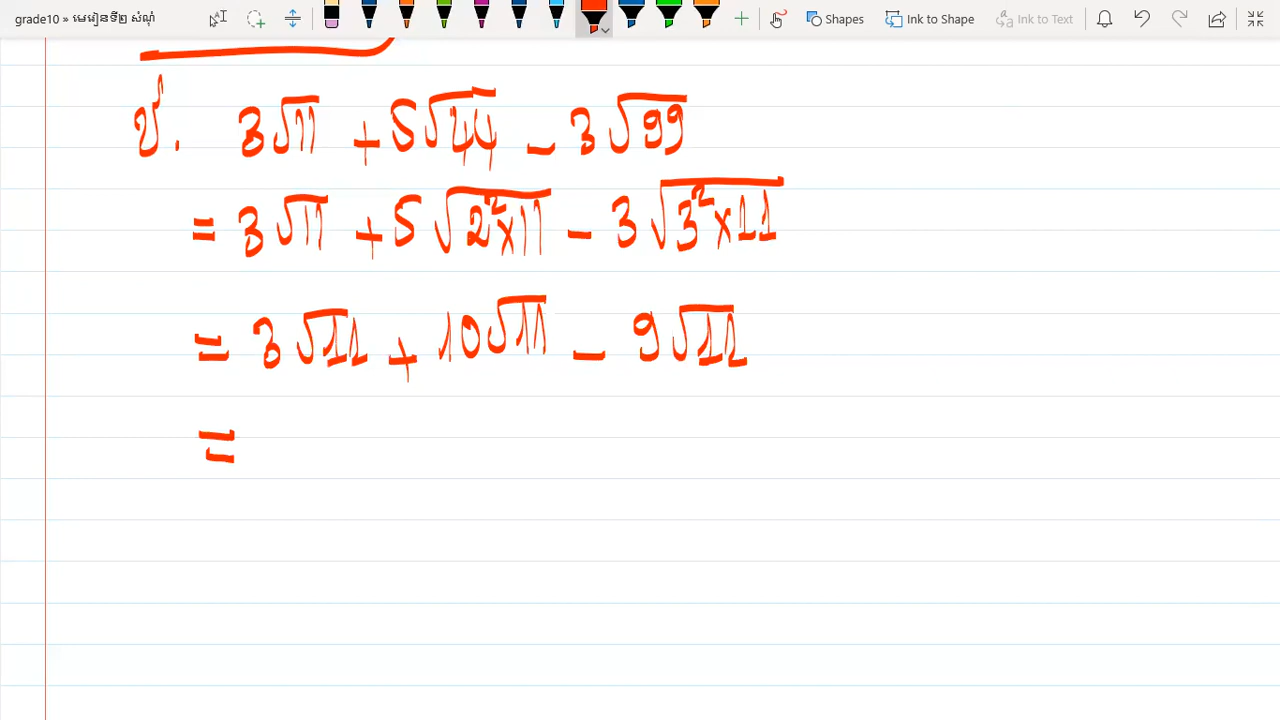 grade10 » មេរៀនទី២ សំណុំ
Shapes Ink to Shape Ink to Text
ឋ. 3√11 + 5√44 - 3√99
= 3√11 + 5√2²×11 - 3√3²×11
= 3√11 + 10√11 - 9√11
=